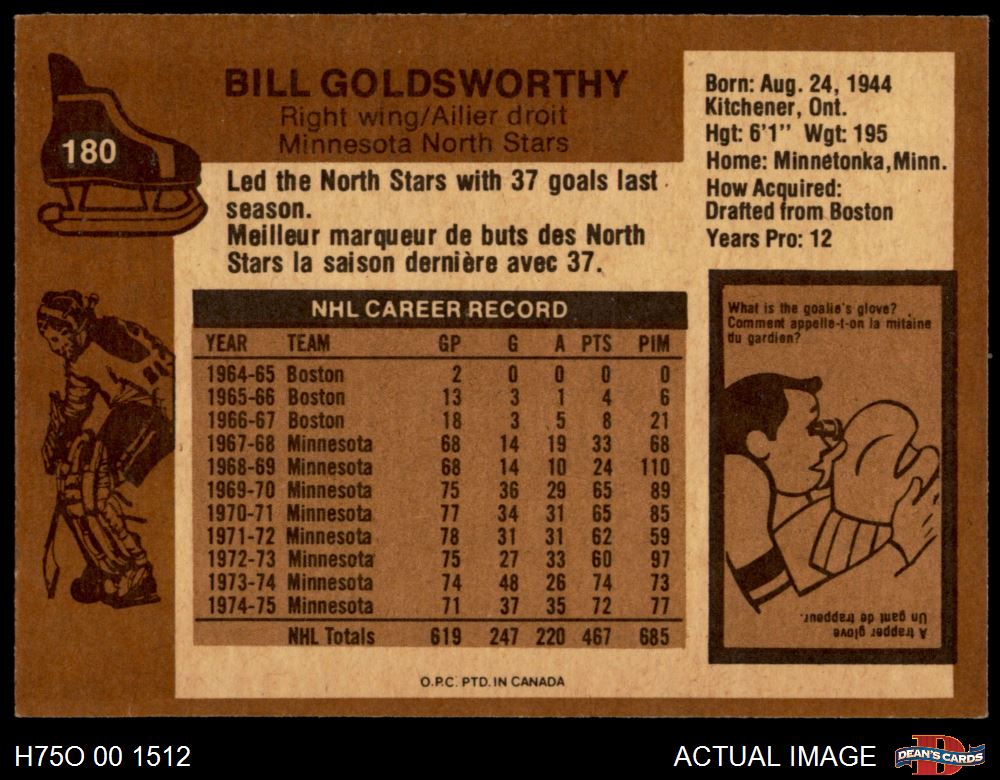 180
BILL GOLDSWORTHY
Right wing/Ailier droit
Minnesota North Stars
Led the North Stars with 37 goals last
season.
Meilleur marqueur de buts des North
Stars la saison dernière avec 37.
Born: Aug. 24, 1944
Kitchener, Ont.
Hgt: 6'1" Wgt: 195
Home: Minnetonka, Minn.
How Acquired:
Drafted from Boston
Years Pro: 12
NHL CAREER RECORD
YEAR TEAM GP G A PTS PIM
1964-65 Boston 2 0 0 0 0
1965-66 Boston 13 3 1 4 6
1966-67 Boston 18 3 5 8 21
1967-68 Minnesota 68 14 19 33 68
1968-69 Minnesota 68 14 10 24 110
1969-70 Minnesota 75 36 29 65 89
1970-71 Minnesota 77 34 31 65 85
1971-72 Minnesota 78 31 31 62 59
1972-73 Minnesota 75 27 33 60 97
1973-74 Minnesota 74 48 26 74 73
1974-75 Minnesota 71 37 35 72 77
NHL Totals 619 247 220 467 685
O.P.C. PTD. IN CANADA
What is the goalie's glove?
Comment appelle-t-on la mitaine
du gardien?
A trapper glove
Un gant de trappeur.
H75O 00 1512
ACTUAL IMAGE
D
DEAN'S CARDS